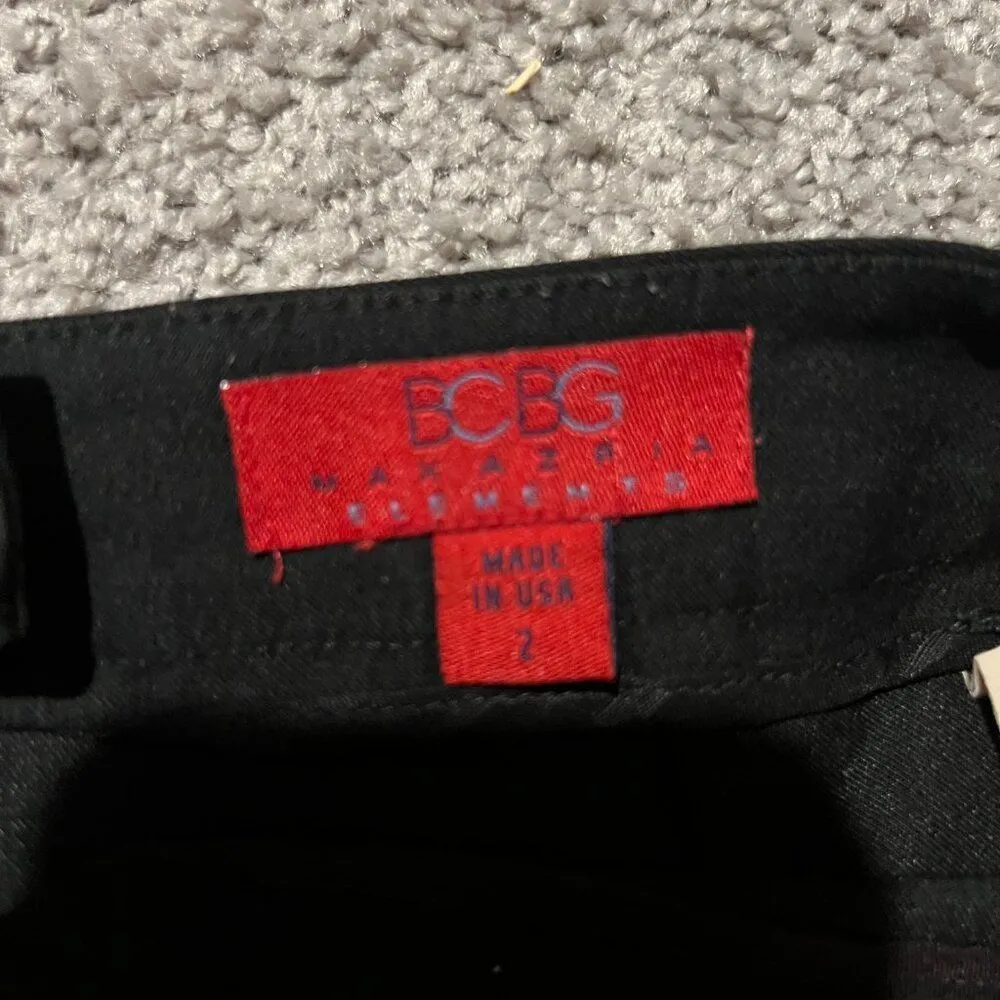 BCBG
MAXAZRIA
ELEMENTS
MADE
IN USA
2